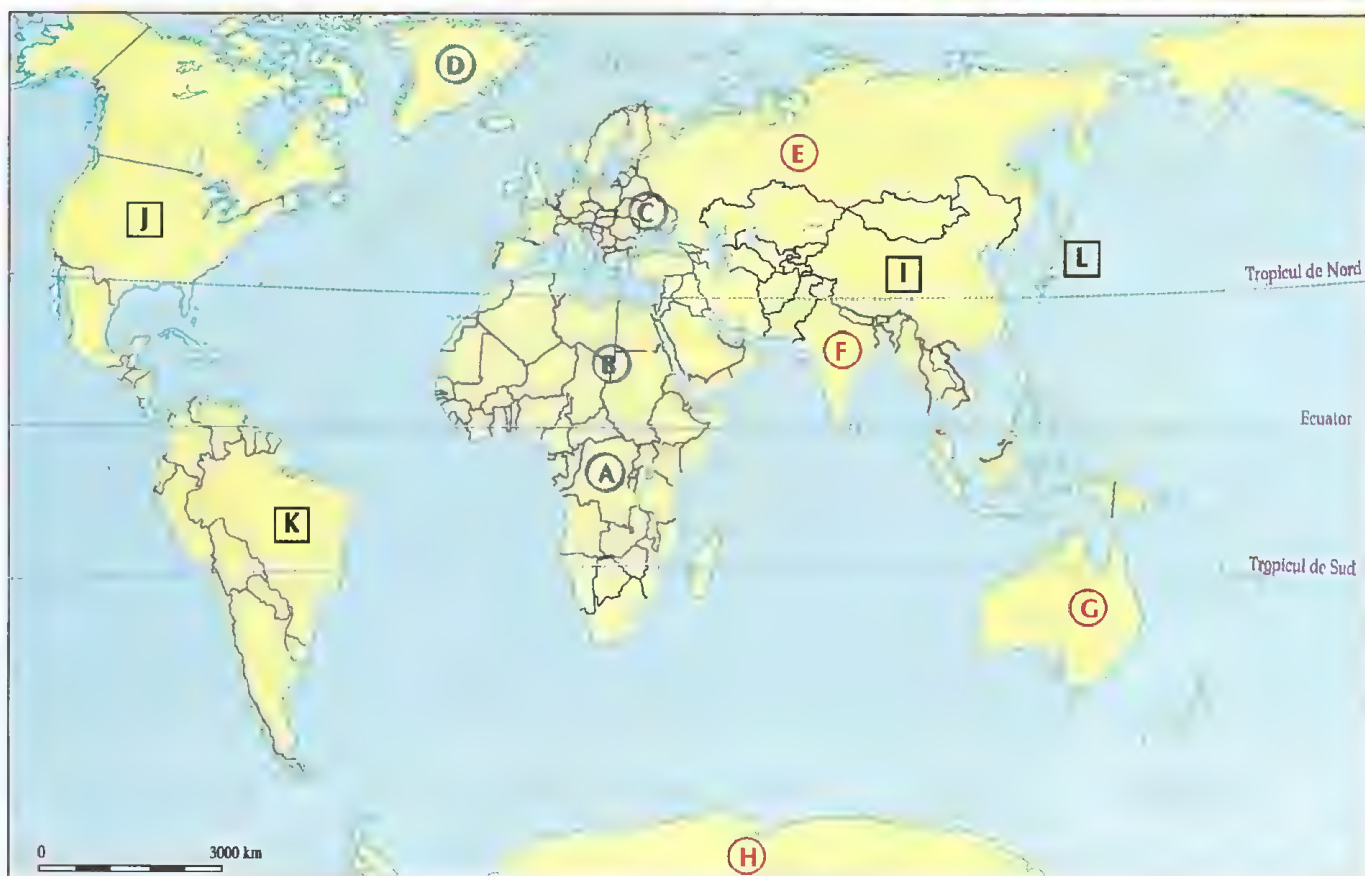 D
E
J
C
L
I
Tropicul de Nord
F
B
Ecuator
A
K
Tropicul de Sud
G
0 3000 km
H